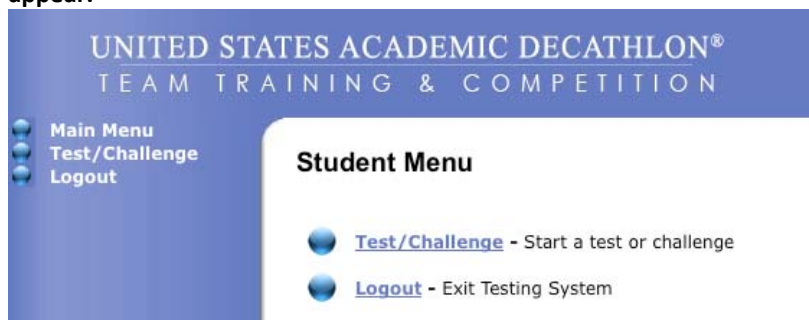 appear:
UNITED STATES ACADEMIC DECATHLON®
TEAM TRAINING & COMPETITION
Main Menu
Test/Challenge
Logout
Student Menu
Test/Challenge - Start a test or challenge
Logout - Exit Testing System